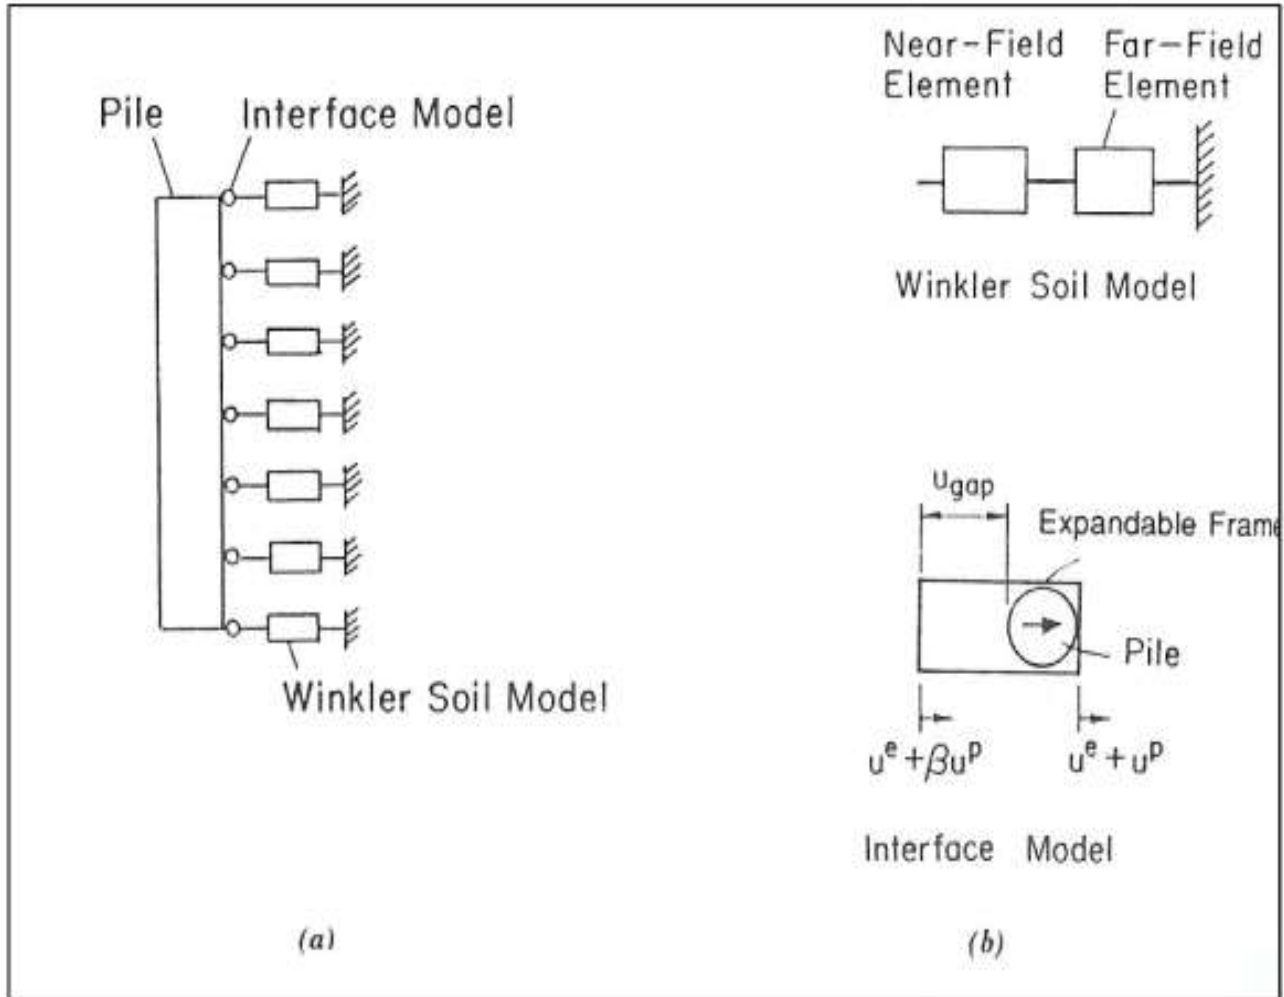 Pile
Interface Model
Winkler Soil Model
(a)
Near-Field
Element
Far-Field
Element
Winkler Soil Model
u_gap
Expandable Frame
Pile
u^e + βu^p
u^e + u^p
Interface Model
(b)